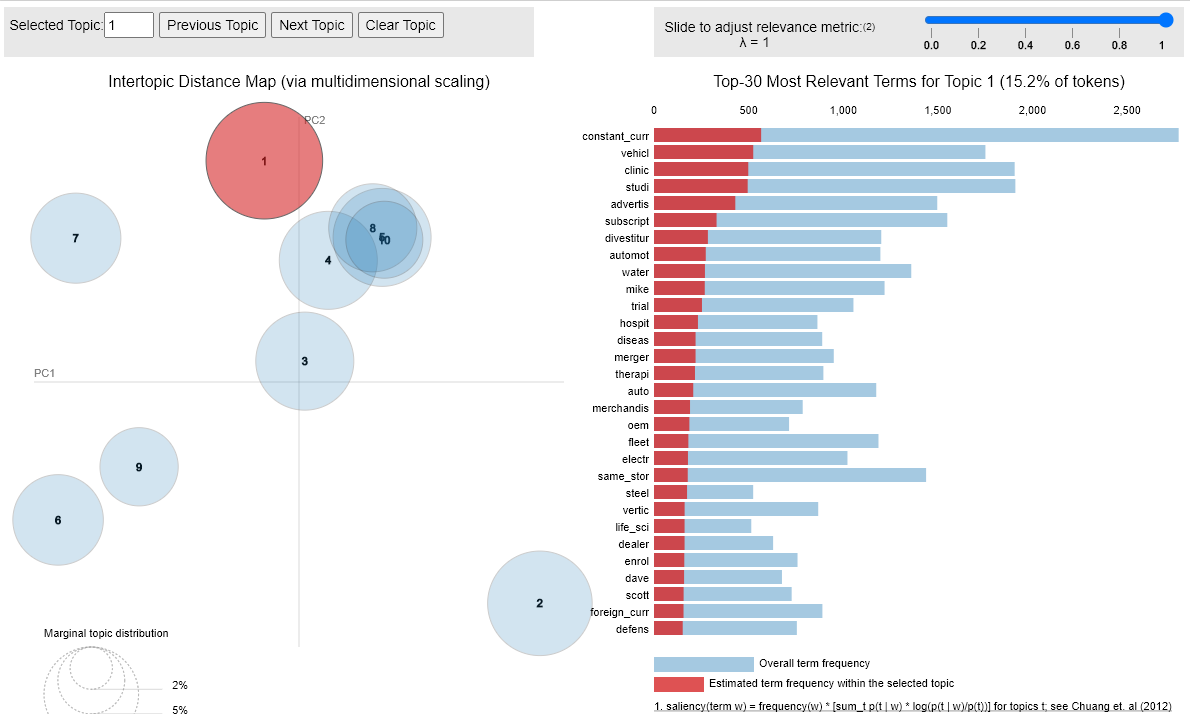 Selected Topic: 1 Previous Topic Next Topic Clear Topic
Slide to adjust relevance metric:(2)
λ = 1
0.0 0.2 0.4 0.6 0.8 1
Intertopic Distance Map (via multidimensional scaling)
PC2
PC1
1
7
8
10
4
3
9
6
2
Marginal topic distribution
2%
5%
Top-30 Most Relevant Terms for Topic 1 (15.2% of tokens)
0 500 1,000 1,500 2,000 2,500
constant_curr
vehicl
clinic
studi
advertis
subscript
divestitur
automot
water
mike
trial
hospit
diseas
merger
therapi
auto
merchandis
oem
fleet
electr
same_stor
steel
vertic
life_sci
dealer
enrol
dave
scott
foreign_curr
defens
Overall term frequency
Estimated term frequency within the selected topic
1. saliency(term w) = frequency(w) * [sum_t p(t | w) * log(p(t | w)/p(t))] for topics t; see Chuang et. al (2012)